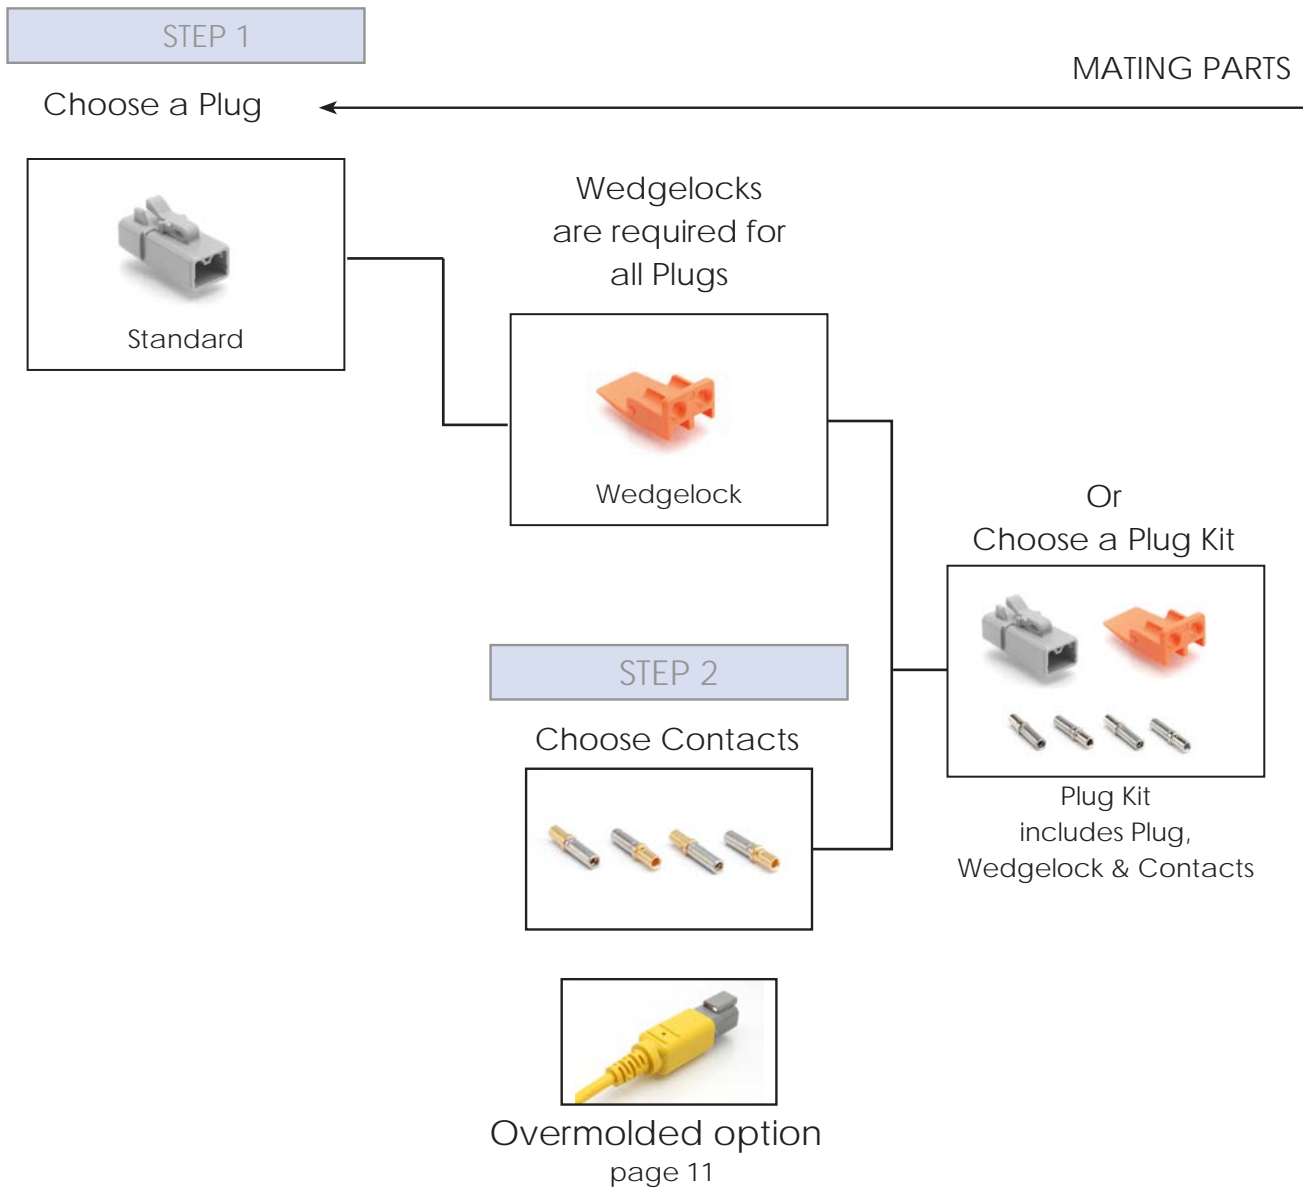 STEP 1
MATING PARTS
Choose a Plug
Standard
Wedgelocks
are required for
all Plugs
Wedgelock
Or
Choose a Plug Kit
Plug Kit
includes Plug,
Wedgelock & Contacts
STEP 2
Choose Contacts
Overmolded option
page 11